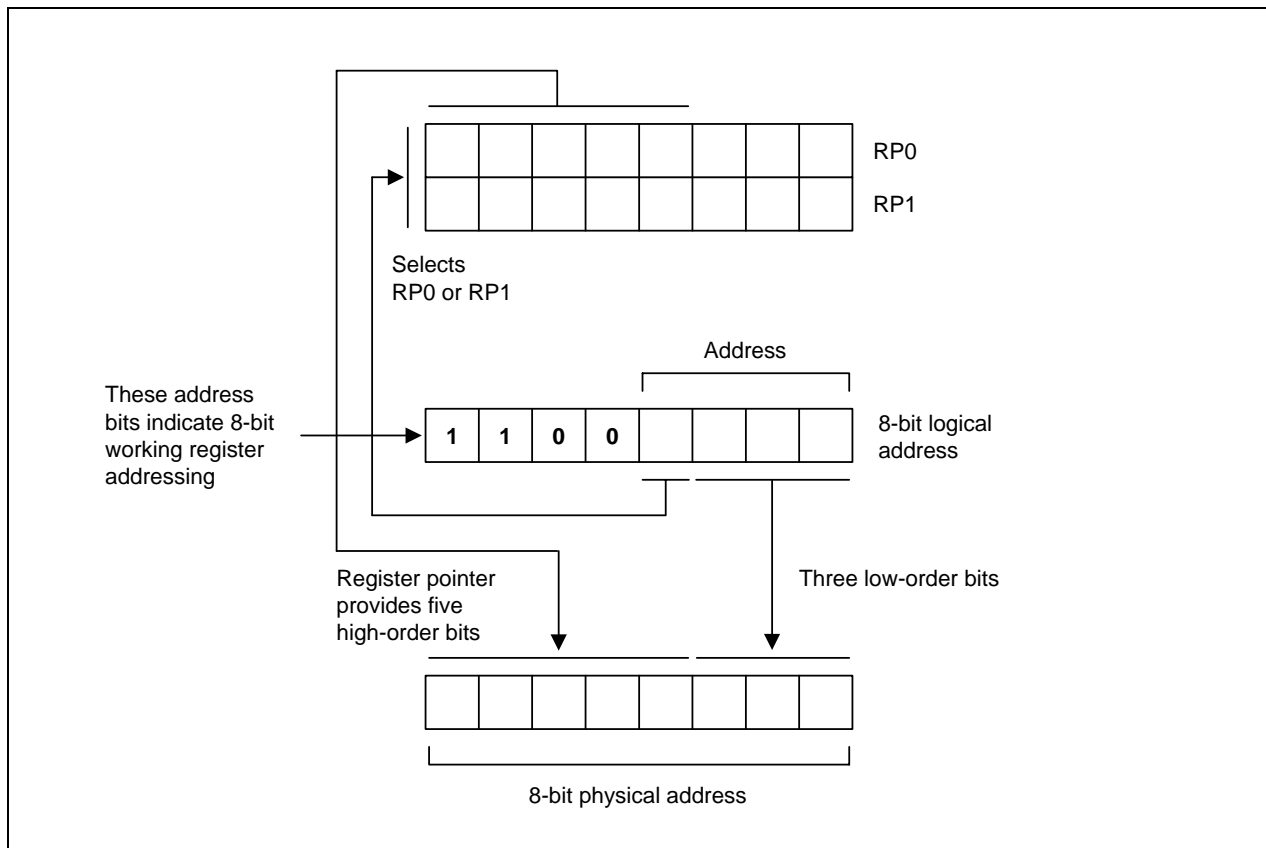 RP0
RP1
Selects
RP0 or RP1
Address
These address
bits indicate 8-bit
working register
addressing
1 1 0 0
8-bit logical
address
Register pointer
provides five
high-order bits
Three low-order bits
8-bit physical address